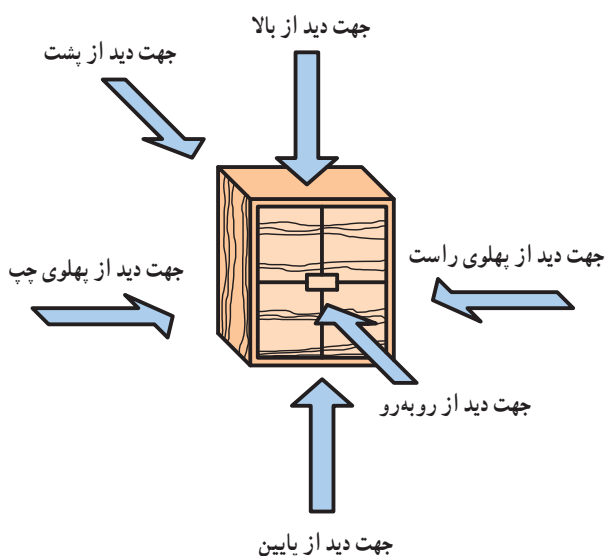 جهت دید از بالا
جهت دید از پشت
جهت دید از پهلوی راست
جهت دید از پهلوی چپ
جهت دید از روبه‌رو
جهت دید از پایین